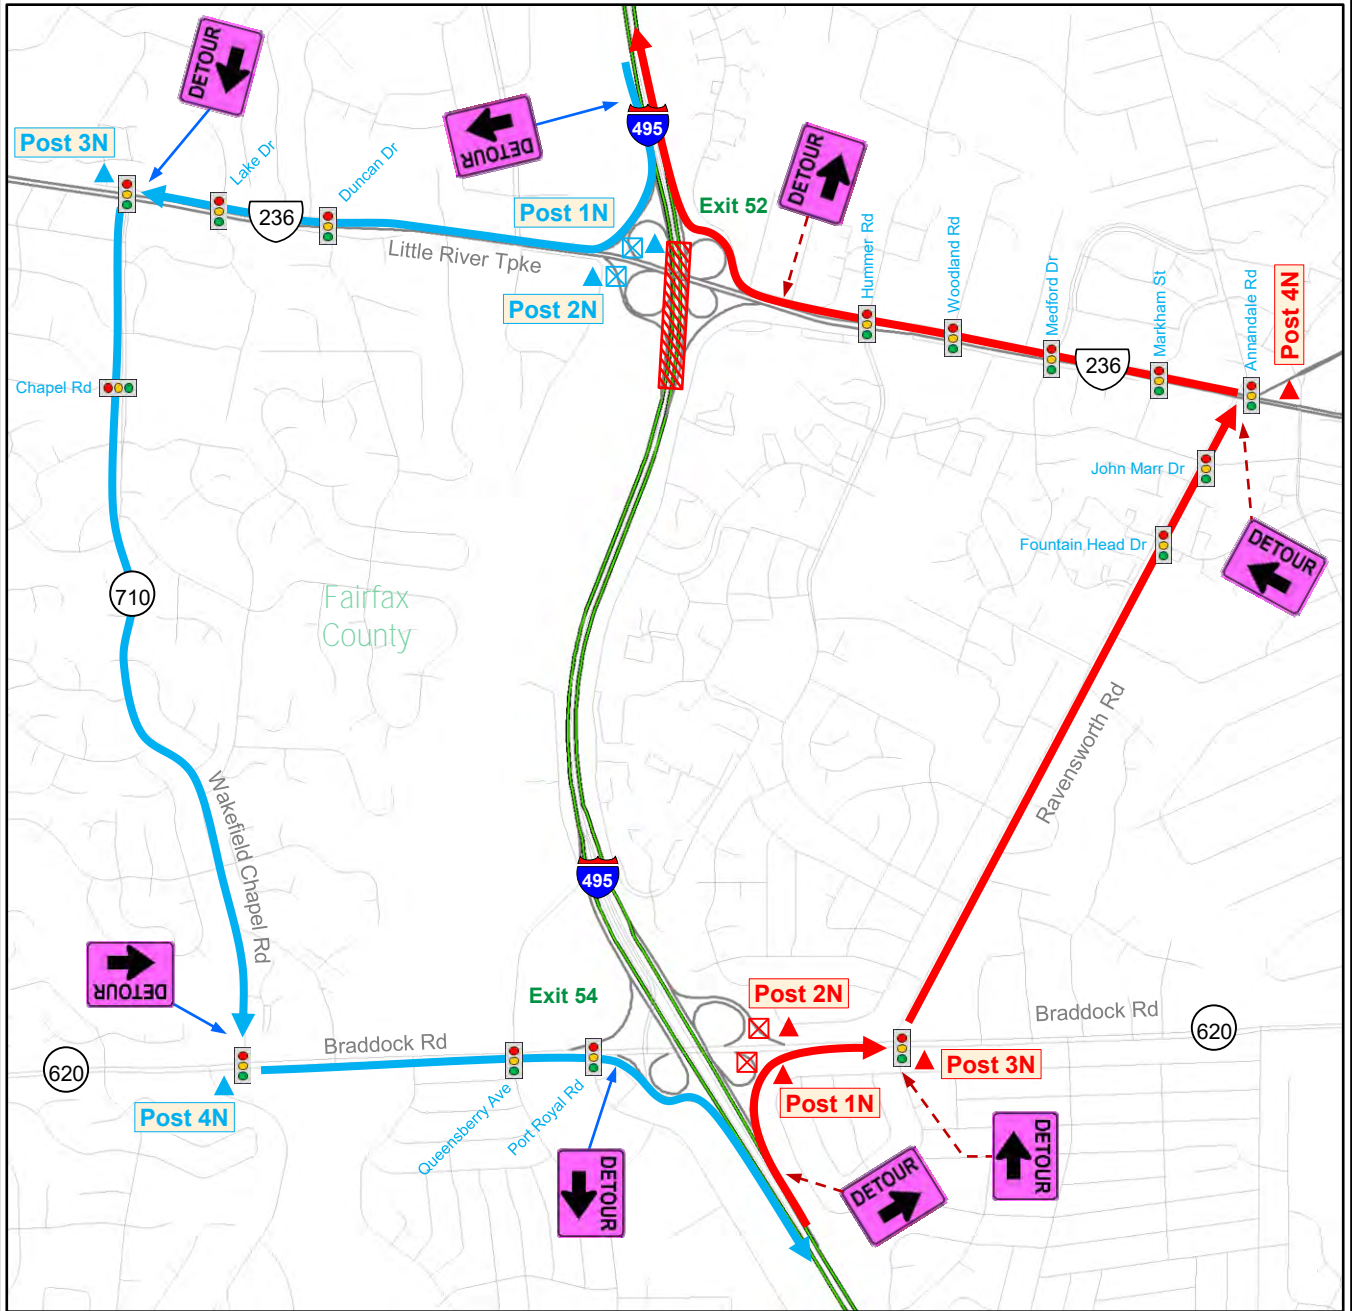 DETOUR
Post 3N
Lake Dr
Duncan Dr
DETOUR
495
DETOUR
Post 1N
Exit 52
236
Little River Tpke
Post 2N
Hummer Rd
Woodland Rd
Medford Dr
Markham St
Annandale Rd
Post 4N
236
Chapel Rd
John Marr Dr
Fountain Head Dr
DETOUR
710
Fairfax
County
Ravensworth Rd
Wakefield Chapel Rd
495
DETOUR
Exit 54
Post 2N
Braddock Rd
620
Braddock Rd
620
Post 3N
Post 4N
Queensberry Ave
Port Royal Rd
Post 1N
DETOUR
DETOUR
DETOUR